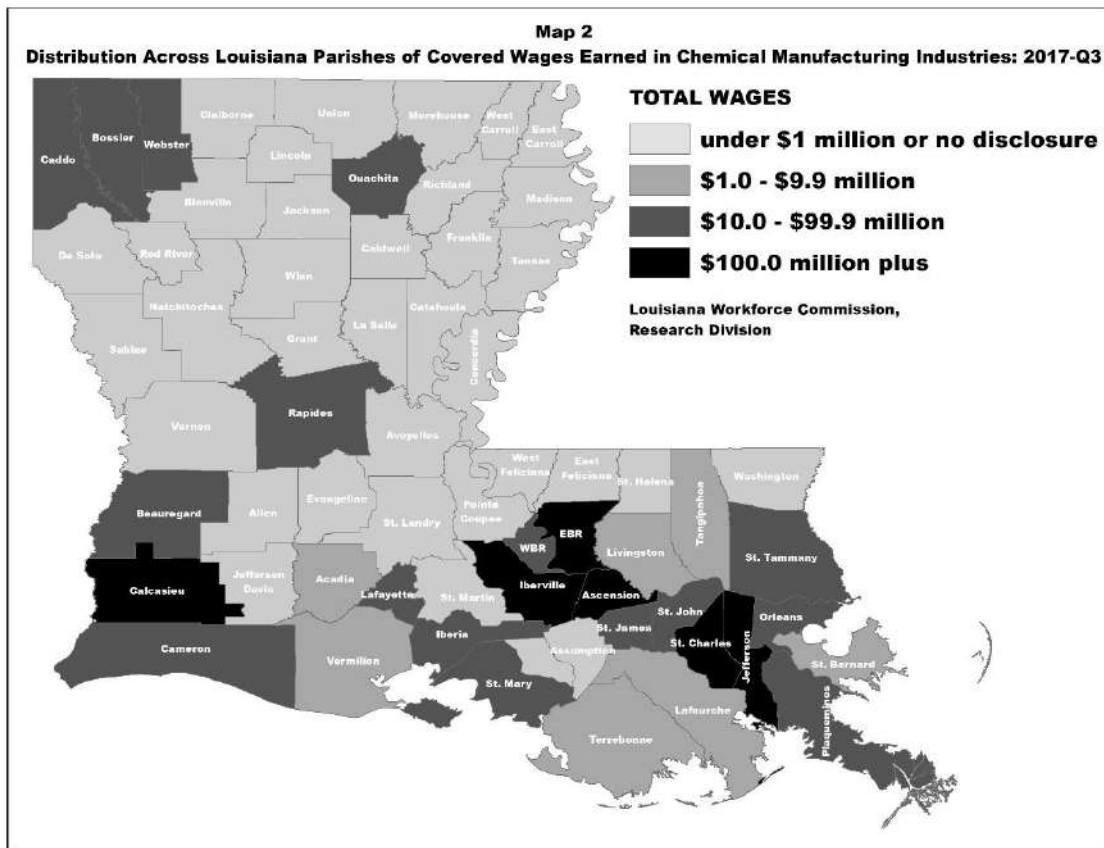 Map 2
Distribution Across Louisiana Parishes of Covered Wages Earned in Chemical Manufacturing Industries: 2017-Q3
TOTAL WAGES
under $1 million or no disclosure
$1.0 - $9.9 million
$10.0 - $99.9 million
$100.0 million plus
Louisiana Workforce Commission,
Research Division
Caddo
Bossier
Webster
Claiborne
Union
Morehouse
West
Carroll
East
Carroll
Lincoln
Ouachita
Richland
Madison
Bienville
Jackson
Caldwell
Franklin
Tensas
De Soto
Red River
Winn
Natchitoches
La Salle
Catahoula
Sabine
Grant
Concordia
Vernon
Rapides
Avoyelles
West
Feliciana
East
Feliciana
St. Helena
Tangipahoa
Washington
Beauregard
Allen
Evangeline
St. Landry
Pointe
Coupee
WBR
EBR
Livingston
St. Tammany
Calcasieu
Jefferson
Davis
Acadia
Lafayette
St. Martin
Iberville
Ascension
St. John
Orleans
Cameron
Vermilion
Iberia
St. Mary
Assumption
St. James
St. Charles
Jefferson
St. Bernard
Plaquemines
Lafourche
Terrebonne